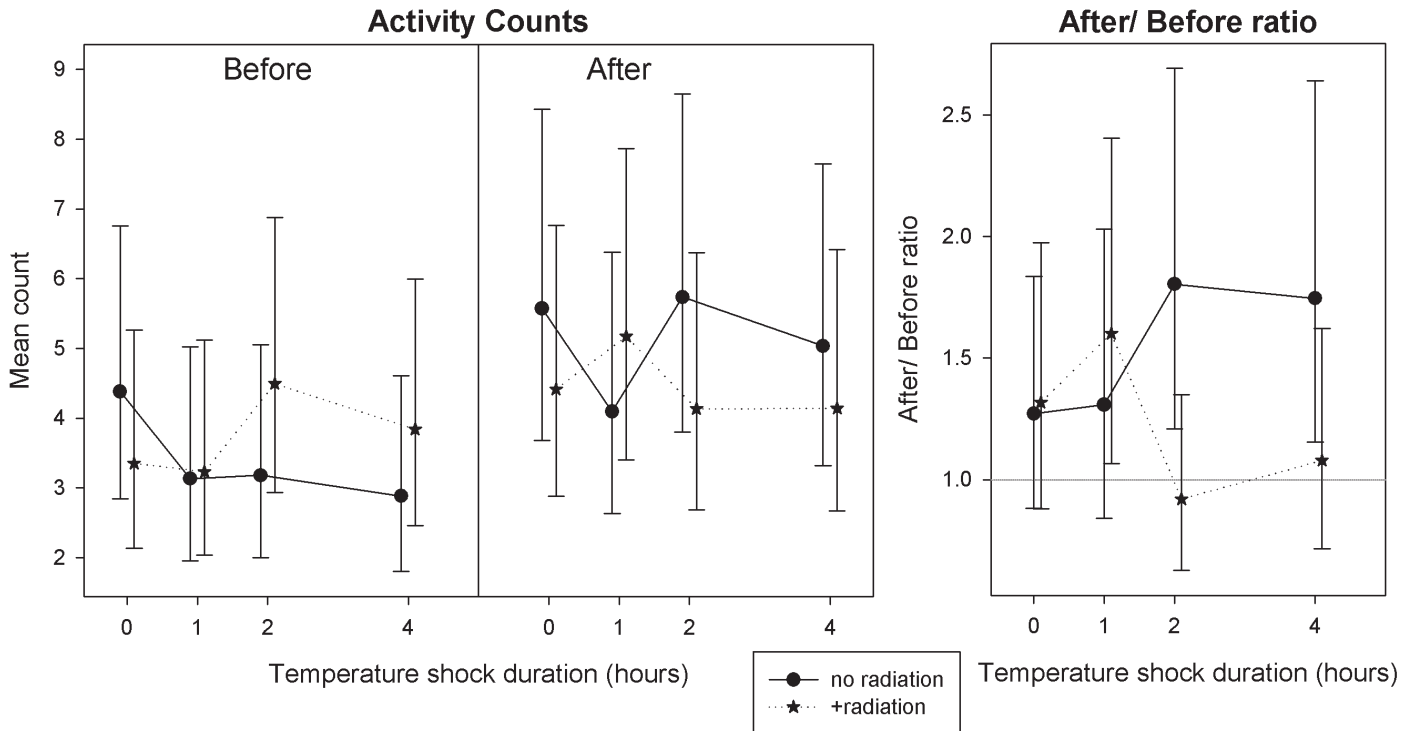 Activity Counts
Before
After
Mean count
9
8
7
6
5
4
3
2
0 1 2 4
0 1 2 4
Temperature shock duration (hours)
After/ Before ratio
After/ Before ratio
2.5
2.0
1.5
1.0
0 1 2 4
Temperature shock duration (hours)
no radiation
+radiation